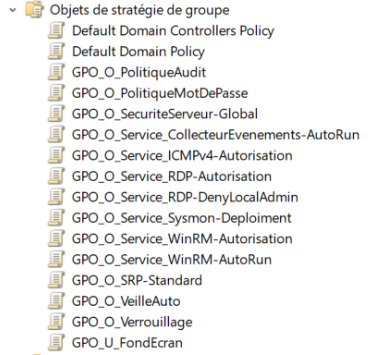 Objets de stratégie de groupe
Default Domain Controllers Policy
Default Domain Policy
GPO_O_PolitiqueAudit
GPO_O_PolitiqueMotDePasse
GPO_O_SecuriteServeur-Global
GPO_O_Service_CollecteurEvenements-AutoRun
GPO_O_Service_ICMPv4-Autorisation
GPO_O_Service_RDP-Autorisation
GPO_O_Service_RDP-DenyLocalAdmin
GPO_O_Service_Sysmon-Deploiment
GPO_O_Service_WinRM-Autorisation
GPO_O_Service_WinRM-AutoRun
GPO_O_SRP-Standard
GPO_O_VeilleAuto
GPO_O_Verrouillage
GPO_U_FondEcran